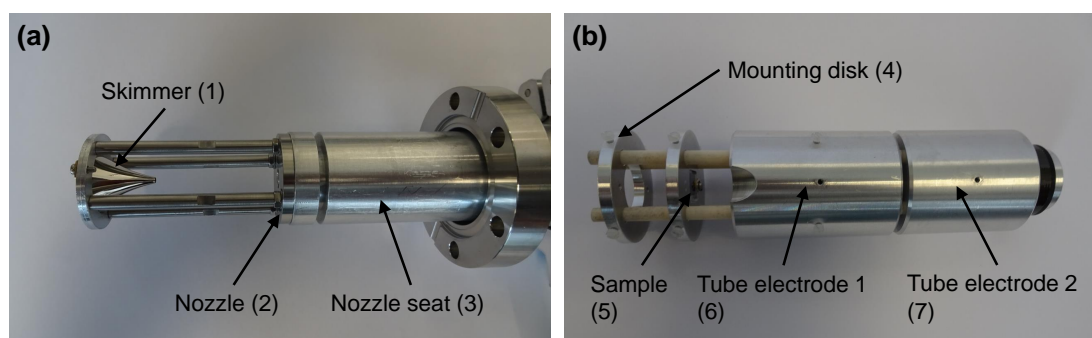 (a)
Skimmer (1)
Nozzle (2)
Nozzle seat (3)
(b)
Mounting disk (4)
Sample
(5)
Tube electrode 1
(6)
Tube electrode 2
(7)